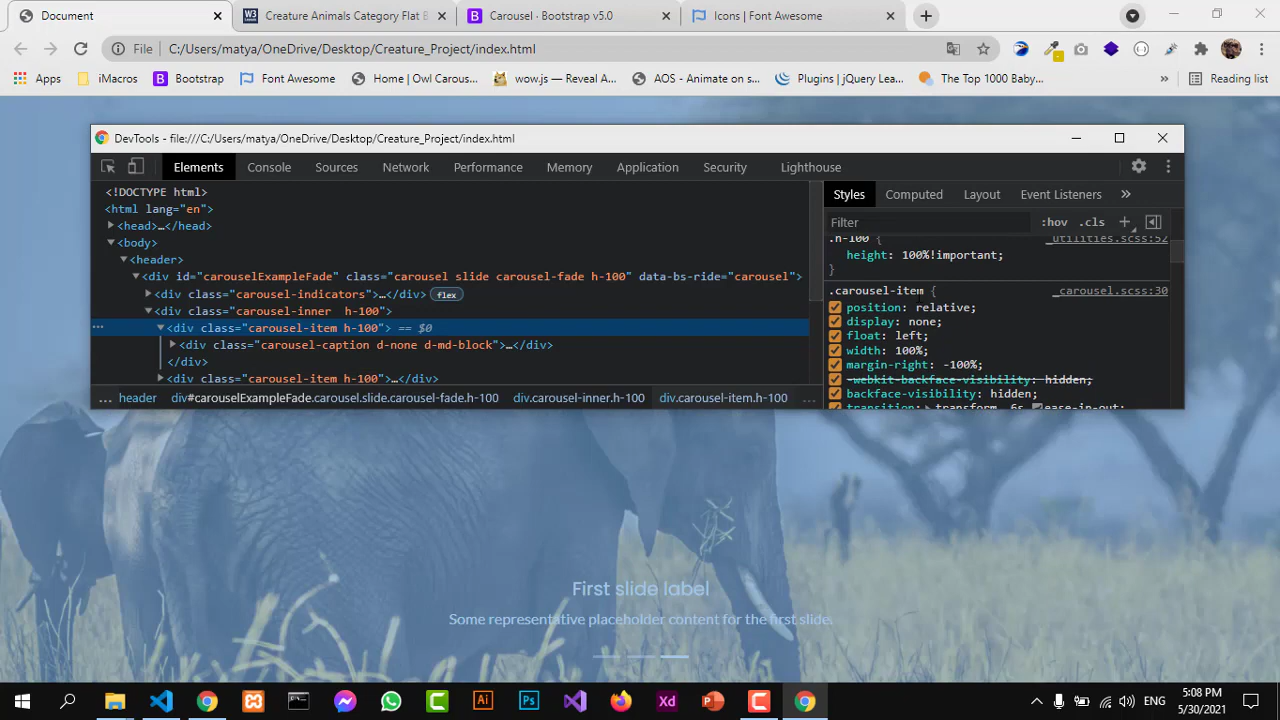 Document
Creature Animals Category Flat B
Carousel · Bootstrap v5.0
Icons | Font Awesome
File
C:/Users/matya/OneDrive/Desktop/Creature_Project/index.html
Apps
iMacros
Bootstrap
Font Awesome
Home | Owl Carous...
wow.js — Reveal A...
AOS - Animate on s...
Plugins | jQuery Lea...
The Top 1000 Baby...
»
Reading list
DevTools - file:///C:/Users/matya/OneDrive/Desktop/Creature_Project/index.html
Elements
Console
Sources
Network
Performance
Memory
Application
Security
Lighthouse
<!DOCTYPE html>
<html lang="en">
<head>…</head>
<body>
<header>
<div id="carouselExampleFade" class="carousel slide carousel-fade h-100" data-bs-ride="carousel">
<div class="carousel-indicators">…</div> flex
<div class="carousel-inner  h-100">
<div class="carousel-item h-100"> == $0
<div class="carousel-caption d-none d-md-block">…</div>
</div>
<div class="carousel-item h-100">…</div>
... header div#carouselExampleFade.carousel.slide.carousel-fade.h-100 div.carousel-inner.h-100 div.carousel-item.h-100 ...
Styles
Computed
Layout
Event Listeners
»
Filter
:hov .cls +
.h-100 { _utilities.scss:52
height: 100%!important;
}
.carousel-item { _carousel.scss:30
position: relative;
display: none;
float: left;
width: 100%;
margin-right: -100%;
-webkit-backface-visibility: hidden;
backface-visibility: hidden;
transition: transform .6s ease-in-out;
First slide label
Some representative placeholder content for the first slide.
ENG
5:08 PM
5/30/2021